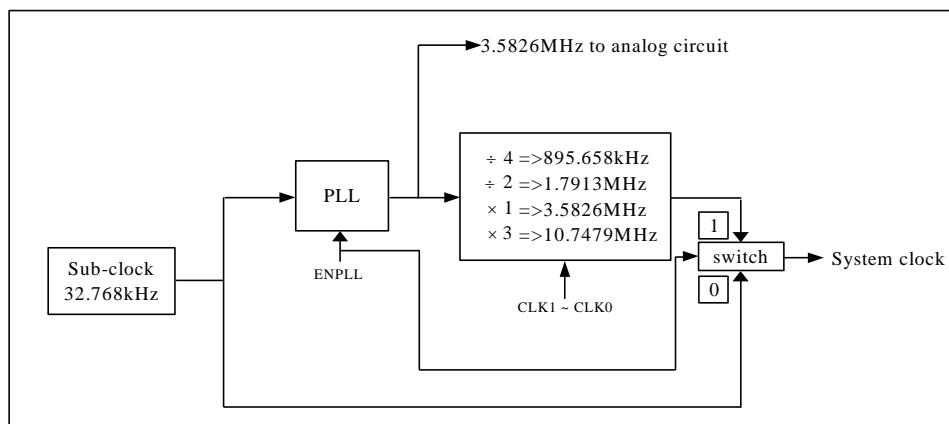 3.5826MHz to analog circuit
÷ 4 =>895.658kHz
÷ 2 =>1.7913MHz
× 1 =>3.5826MHz
× 3 =>10.7479MHz
PLL
1
switch
System clock
0
Sub-clock
32.768kHz
ENPLL
CLK1 ~ CLK0